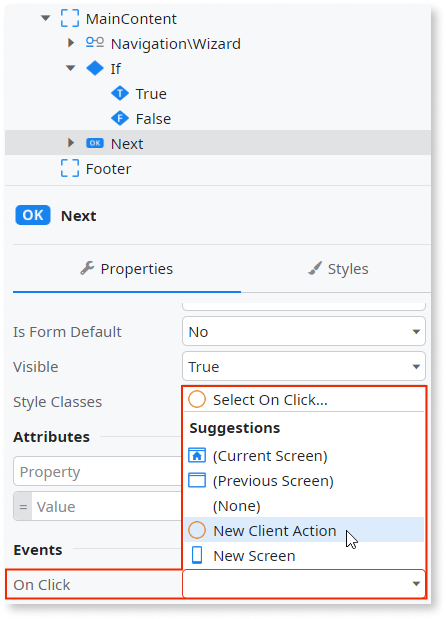 MainContent
Navigation\Wizard
If
T True
F False
OK Next
Footer
OK Next
Properties Styles
Is Form Default No
Visible True
Style Classes Select On Click...
Suggestions
Attributes
(Current Screen)
Property
(Previous Screen)
= Value
(None)
New Client Action
Events
New Screen
On Click